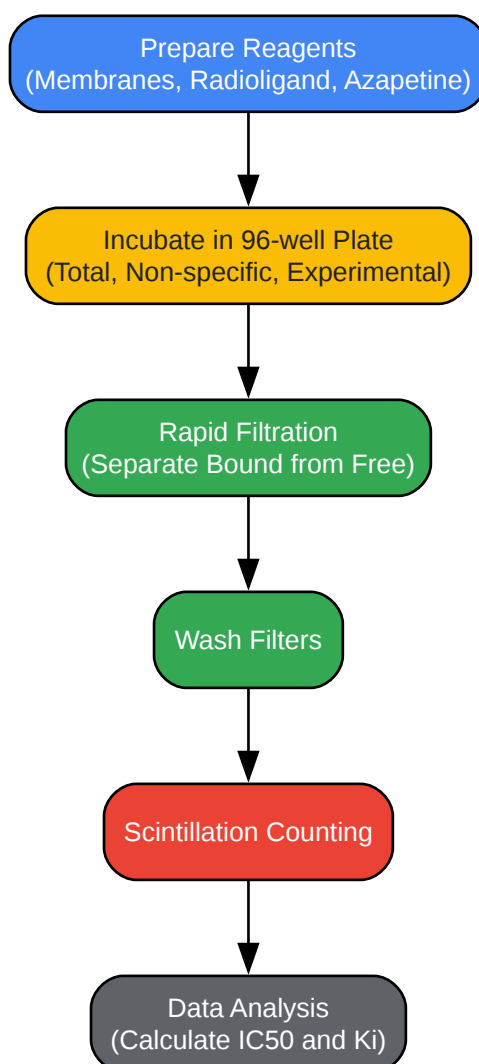 Prepare Reagents
(Membranes, Radioligand, Azapetine)
Incubate in 96-well Plate
(Total, Non-specific, Experimental)
Rapid Filtration
(Separate Bound from Free)
Wash Filters
Scintillation Counting
Data Analysis
(Calculate IC50 and Ki)